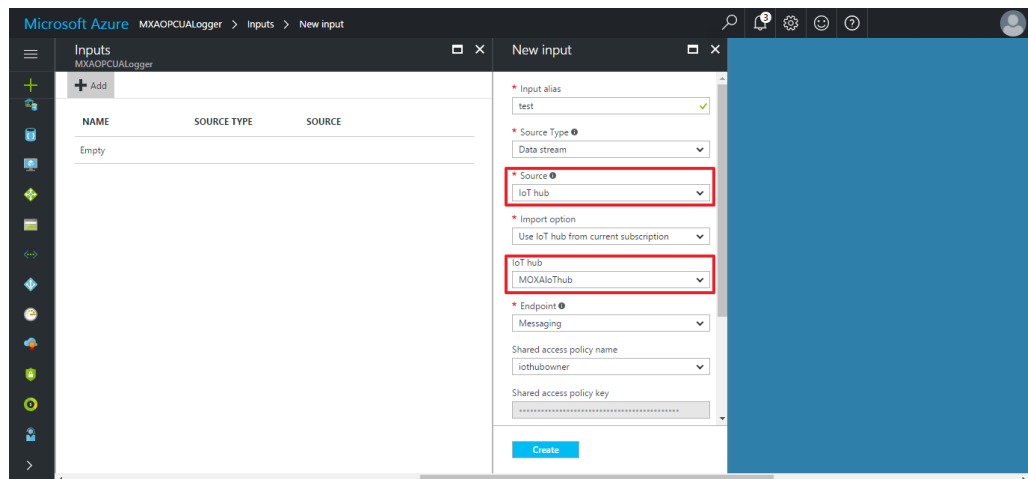 Microsoft Azure MXAOPCUALogger > Inputs > New input
3
Inputs
MXAOPCUALogger
New input
Add
NAME SOURCE TYPE SOURCE
Empty
* Input alias
test
* Source Type
Data stream
* Source
IoT hub
* Import option
Use IoT hub from current subscription
IoT hub
MOXAIoThub
* Endpoint
Messaging
Shared access policy name
iothubowner
Shared access policy key
Create